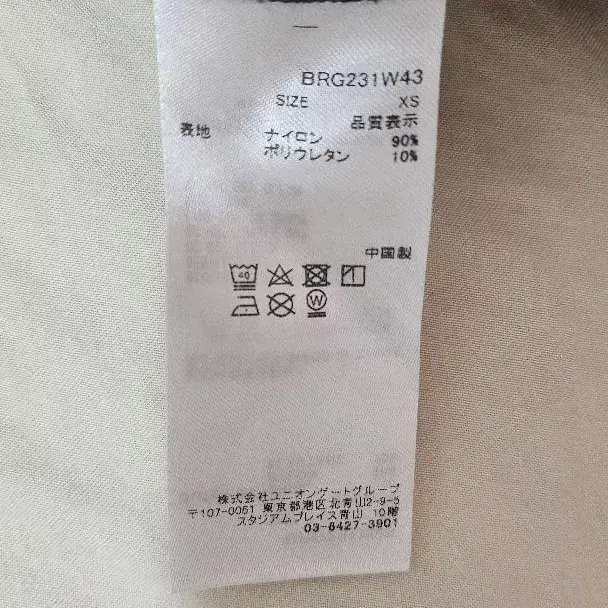 BRG231W43
SIZE XS
品質表示
表地 ナイロン 90%
ポリウレタン 10%
中国製
40
W
株式会社ユニオンゲートグループ
〒107-0061 東京都港区北青山2-9-5
スタジアムプレイス青山 10階
03-6427-3901